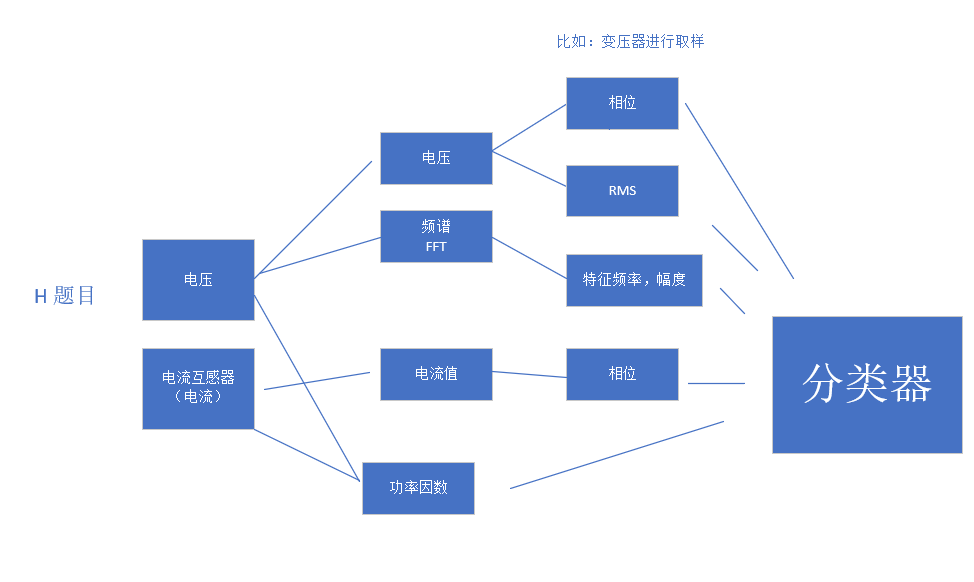 比如：变压器进行取样
相位
电压
RMS
频谱
FFT
电压
特征频率，幅度
H 题目
电流互感器
（电流）
电流值
相位
分类器
功率因数